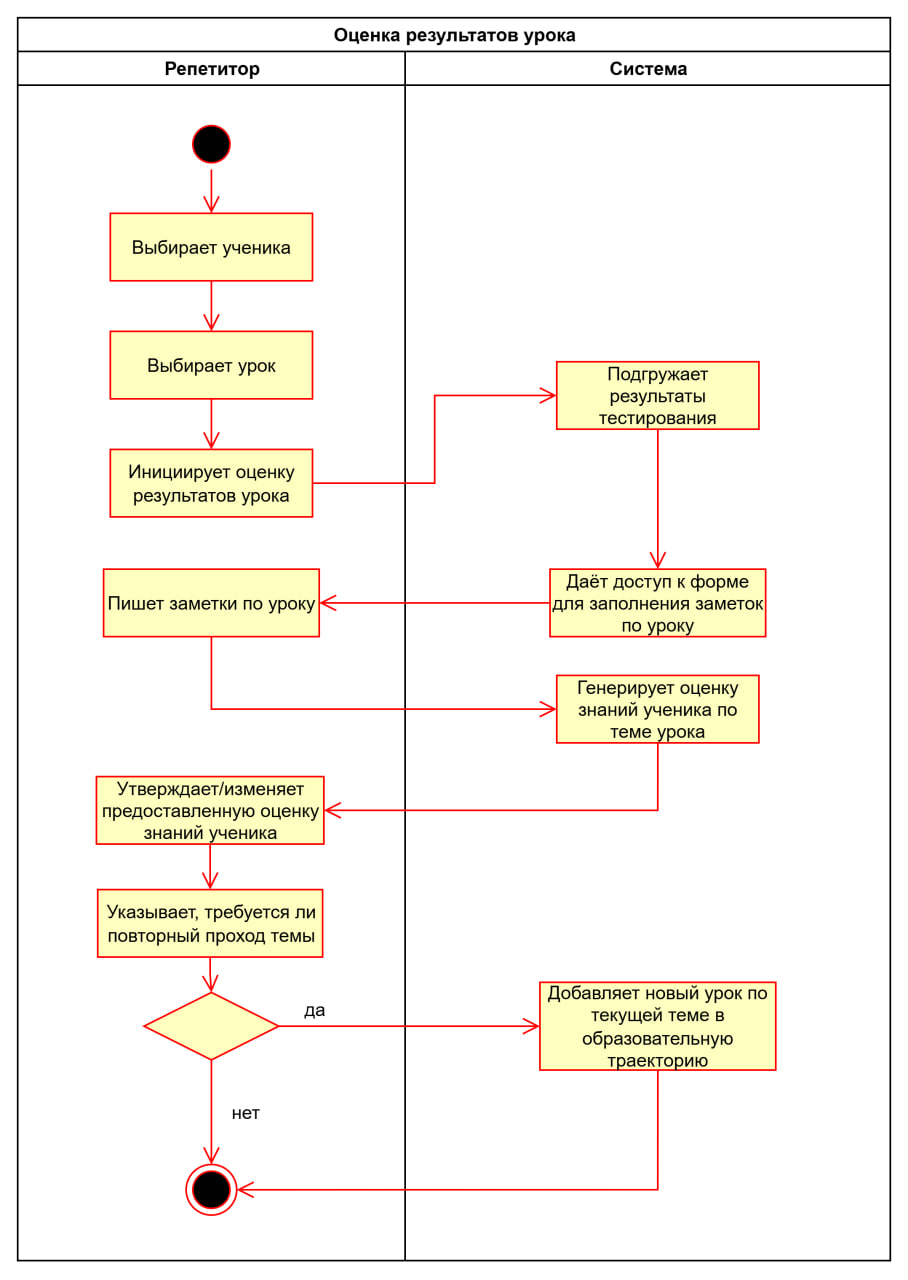 Оценка результатов урока
Репетитор
Система
Выбирает ученика
Выбирает урок
Подгружает
результаты
тестирования
Инициирует оценку
результатов урока
Даёт доступ к форме
для заполнения заметок
по уроку
Пишет заметки по уроку
Генерирует оценку
знаний ученика по
теме урока
Утверждает/изменяет
предоставленную оценку
знаний ученика
Указывает, требуется ли
повторный проход темы
да
Добавляет новый урок по
текущей теме в
образовательную
траекторию
нет